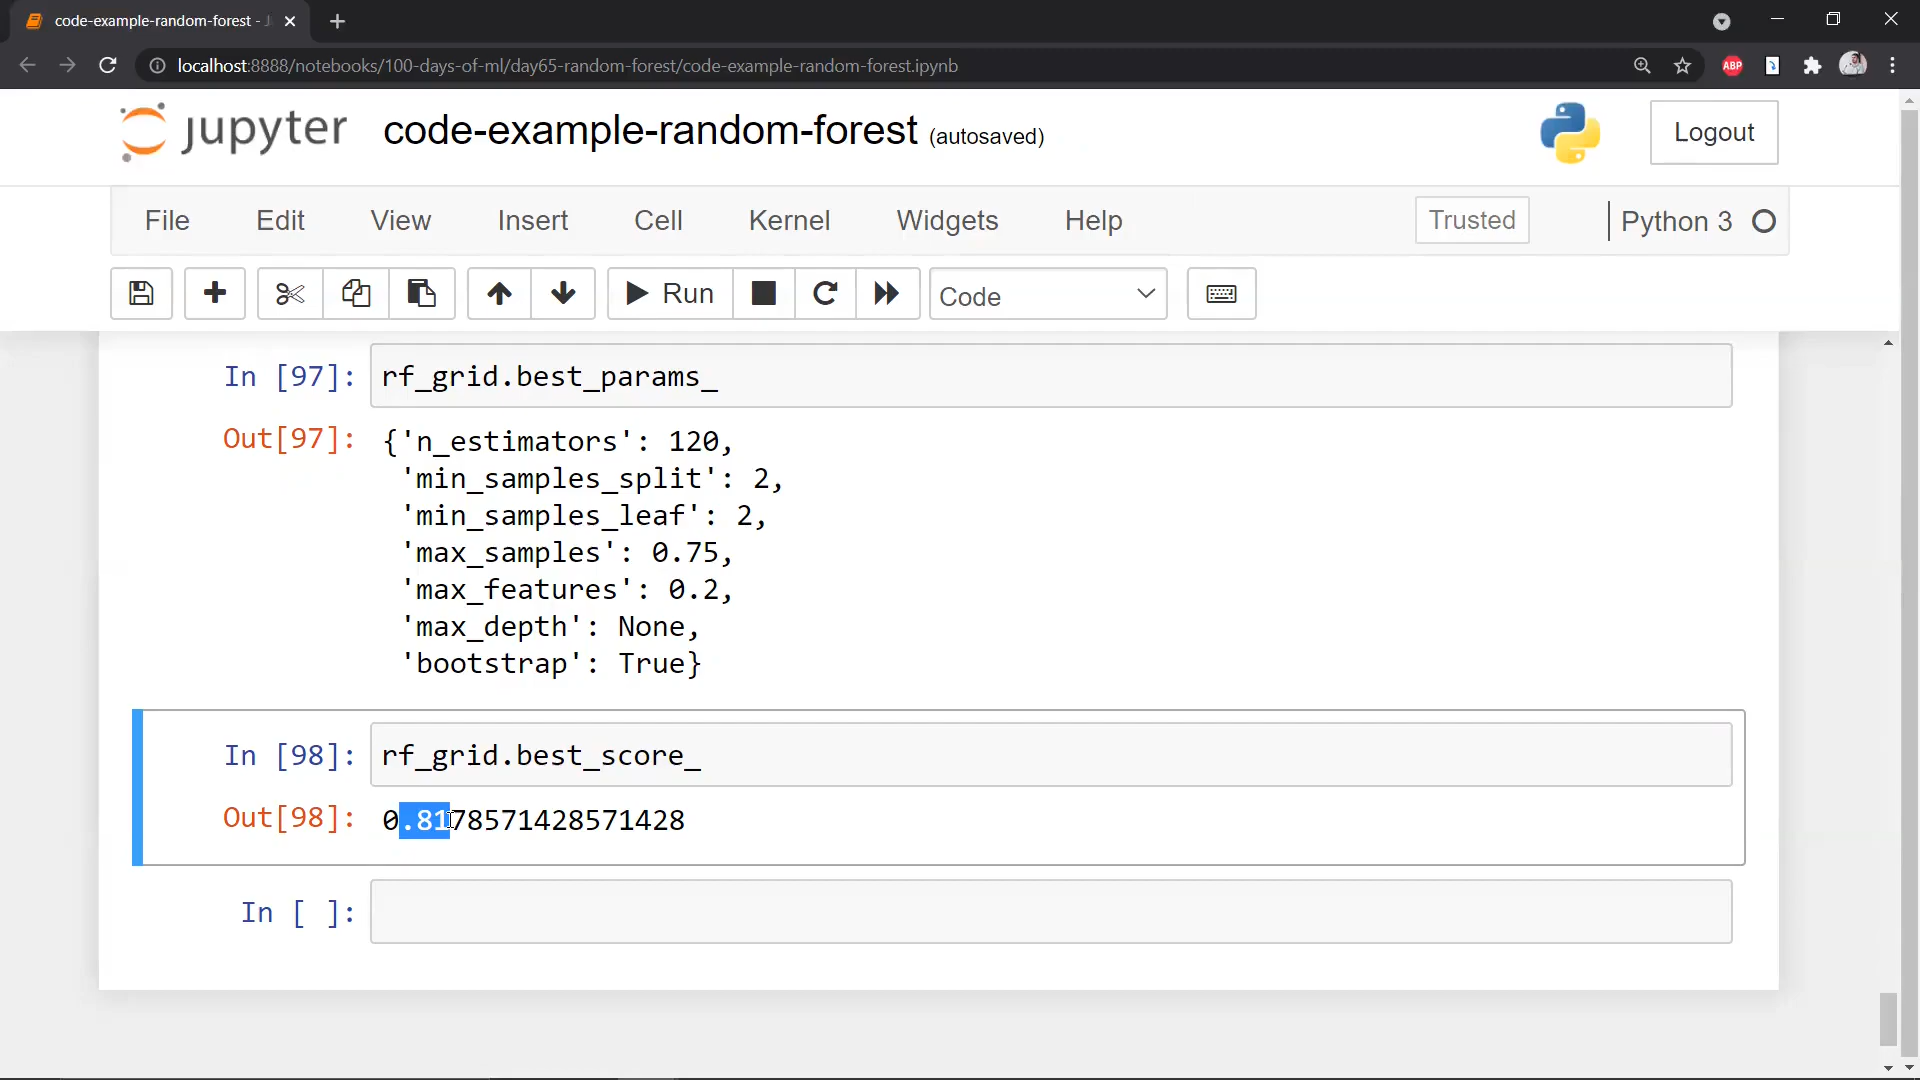 code-example-random-forest - J
localhost:8888/notebooks/100-days-of-ml/day65-random-forest/code-example-random-forest.ipynb
ABP
jupyter code-example-random-forest (autosaved)
Logout
File Edit View Insert Cell Kernel Widgets Help Trusted Python 3
Run Code
In [97]: rf_grid.best_params_
Out[97]: {'n_estimators': 120,
'min_samples_split': 2,
'min_samples_leaf': 2,
'max_samples': 0.75,
'max_features': 0.2,
'max_depth': None,
'bootstrap': True}
In [98]: rf_grid.best_score_
Out[98]: 0.8178571428571428
In [ ]: